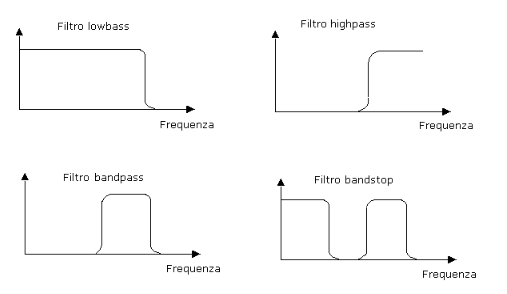 Filtro lowbass
Filtro highpass
Frequenza
Frequenza
Filtro bandpass
Filtro bandstop
Frequenza
Frequenza